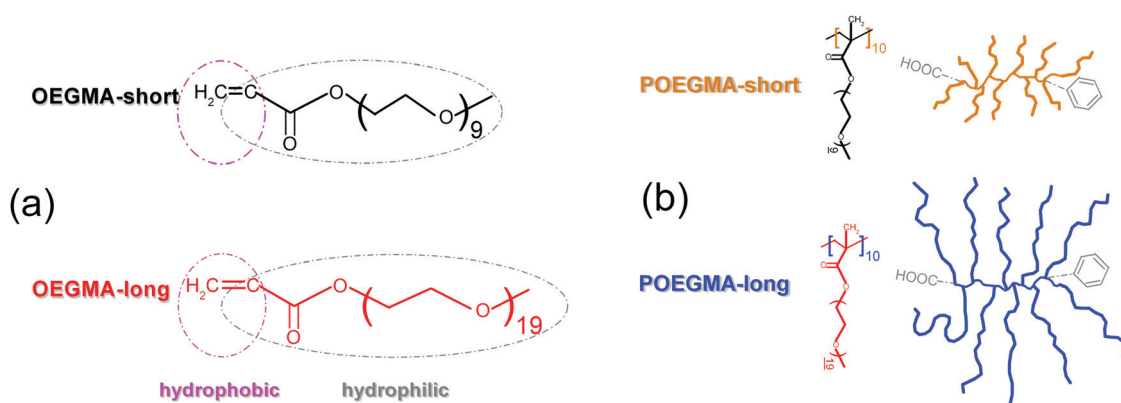 (a)
OEGMA-short
H₂C
O
O
O
9
OEGMA-long
H₂C
O
O
O
19
hydrophobic
hydrophilic
(b)
POEGMA-short
CH₂
10
O
O
O
9
HOOC
POEGMA-long
CH₂
10
O
O
O
19
HOOC